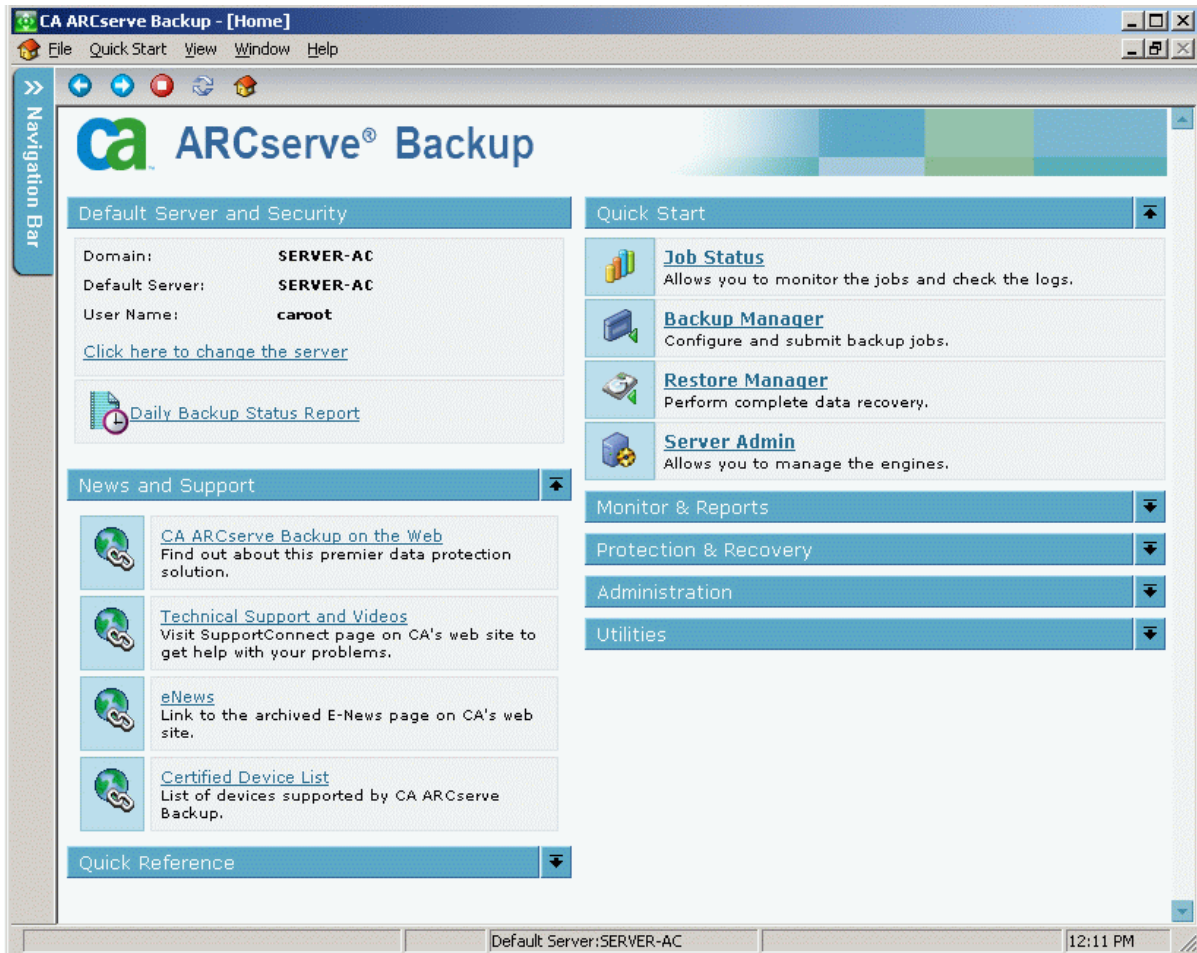 CA ARCserve Backup - [Home]
File Quick Start View Window Help
Navigation Bar
ca ARCserve® Backup
Default Server and Security
Domain: SERVER-AC
Default Server: SERVER-AC
User Name: caroot
Click here to change the server
Daily Backup Status Report
News and Support
CA ARCserve Backup on the Web
Find out about this premier data protection
solution.
Technical Support and Videos
Visit SupportConnect page on CA's web site to
get help with your problems.
eNews
Link to the archived E-News page on CA's web
site.
Certified Device List
List of devices supported by CA ARCserve
Backup.
Quick Reference
Quick Start
Job Status
Allows you to monitor the jobs and check the logs.
Backup Manager
Configure and submit backup jobs.
Restore Manager
Perform complete data recovery.
Server Admin
Allows you to manage the engines.
Monitor & Reports
Protection & Recovery
Administration
Utilities
Default Server:SERVER-AC
12:11 PM